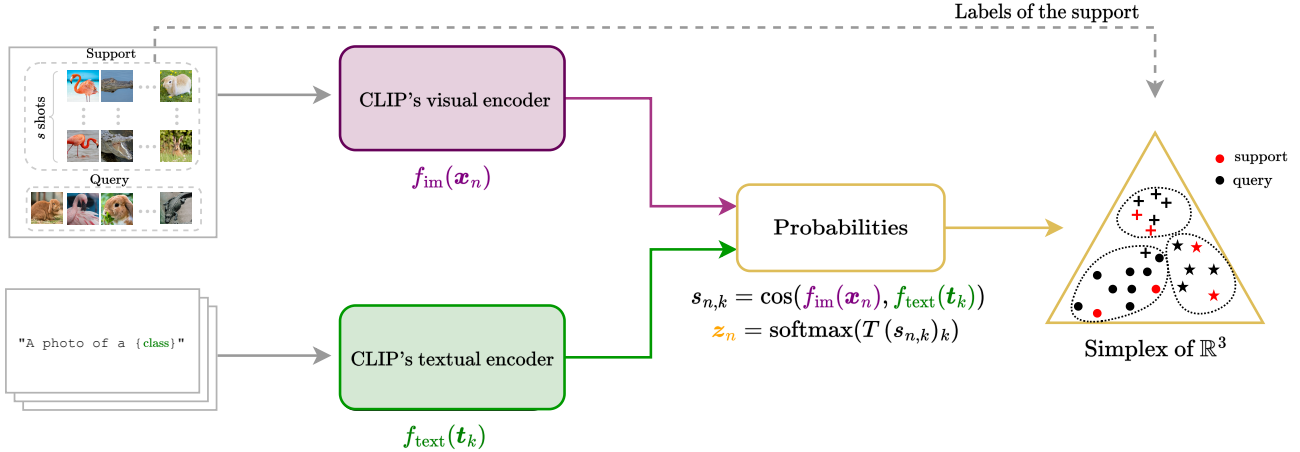 Labels of the support
Support
s shots
Query
CLIP's visual encoder
f_im(x_n)
support
query
Probabilities
s_{n,k} = cos(f_im(x_n), f_text(t_k))
z_n = softmax(T (s_{n,k})_k)
Simplex of ℝ³
"A photo of a {class}"
CLIP's textual encoder
f_text(t_k)